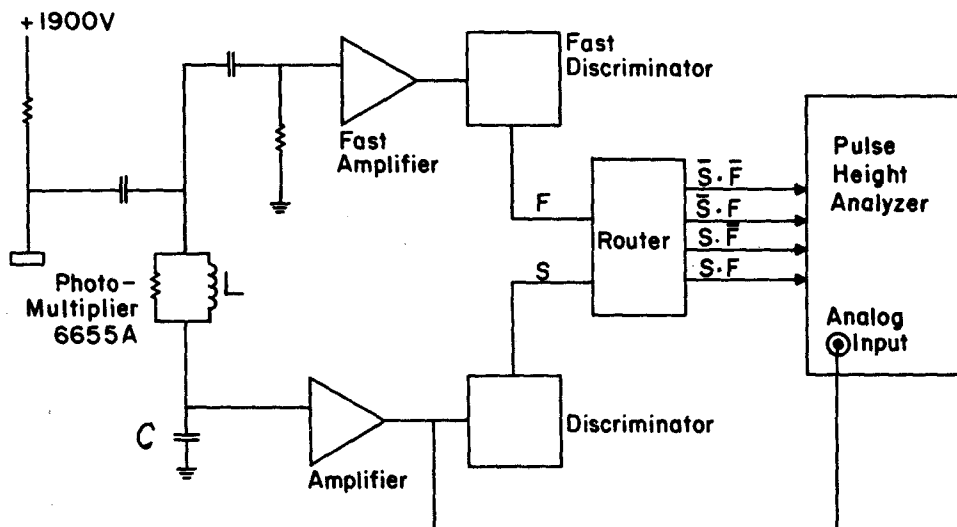 +1900V
Fast
Discriminator
Fast
Amplifier
Pulse
Height
Analyzer
S̄·F̄
S̄·F
S·F̄
S·F
F
Router
S
Photo-
Multiplier
6655A
L
Analog
Input
C
Amplifier
Discriminator